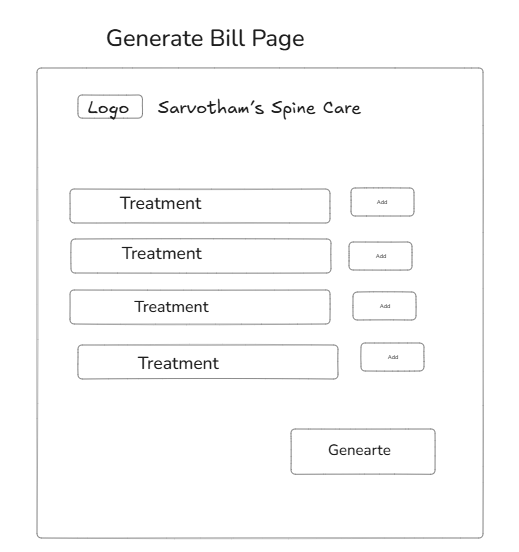 Generate Bill Page
Logo Sarvotham's Spine Care
Treatment Add
Treatment Add
Treatment Add
Treatment Add
Genearte